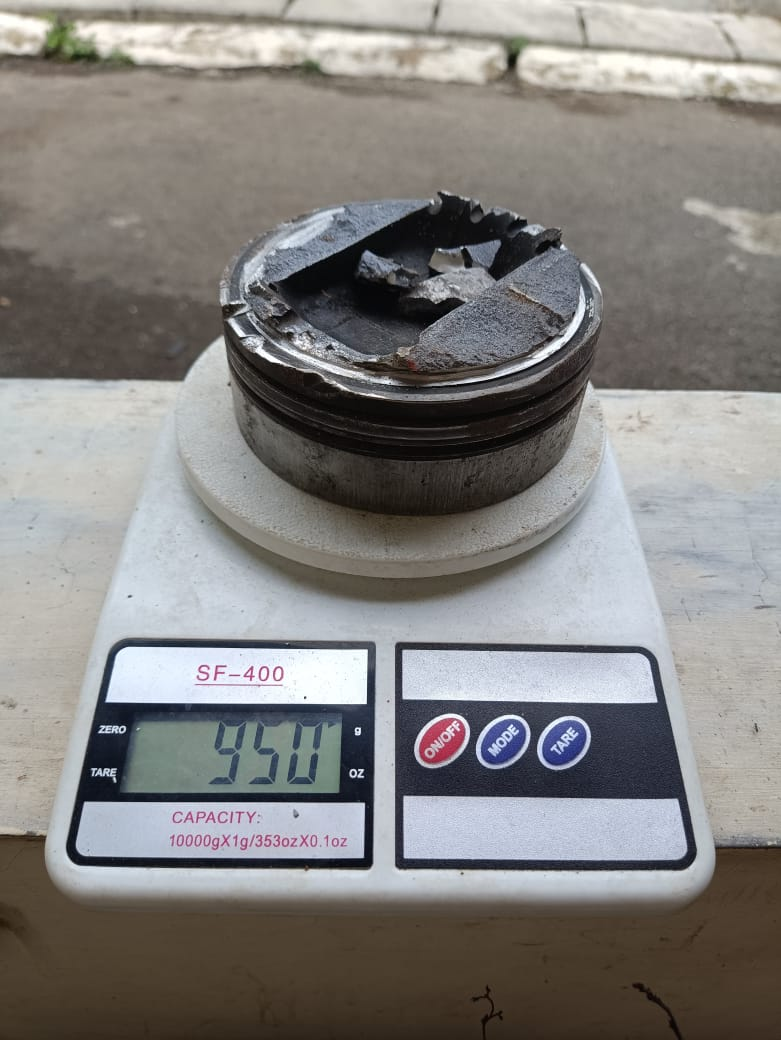 SF-400
ZERO
950
g
TARE
OZ
CAPACITY:
10000gX1g/353ozX0.1oz
ON/OFF
MODE
TARE